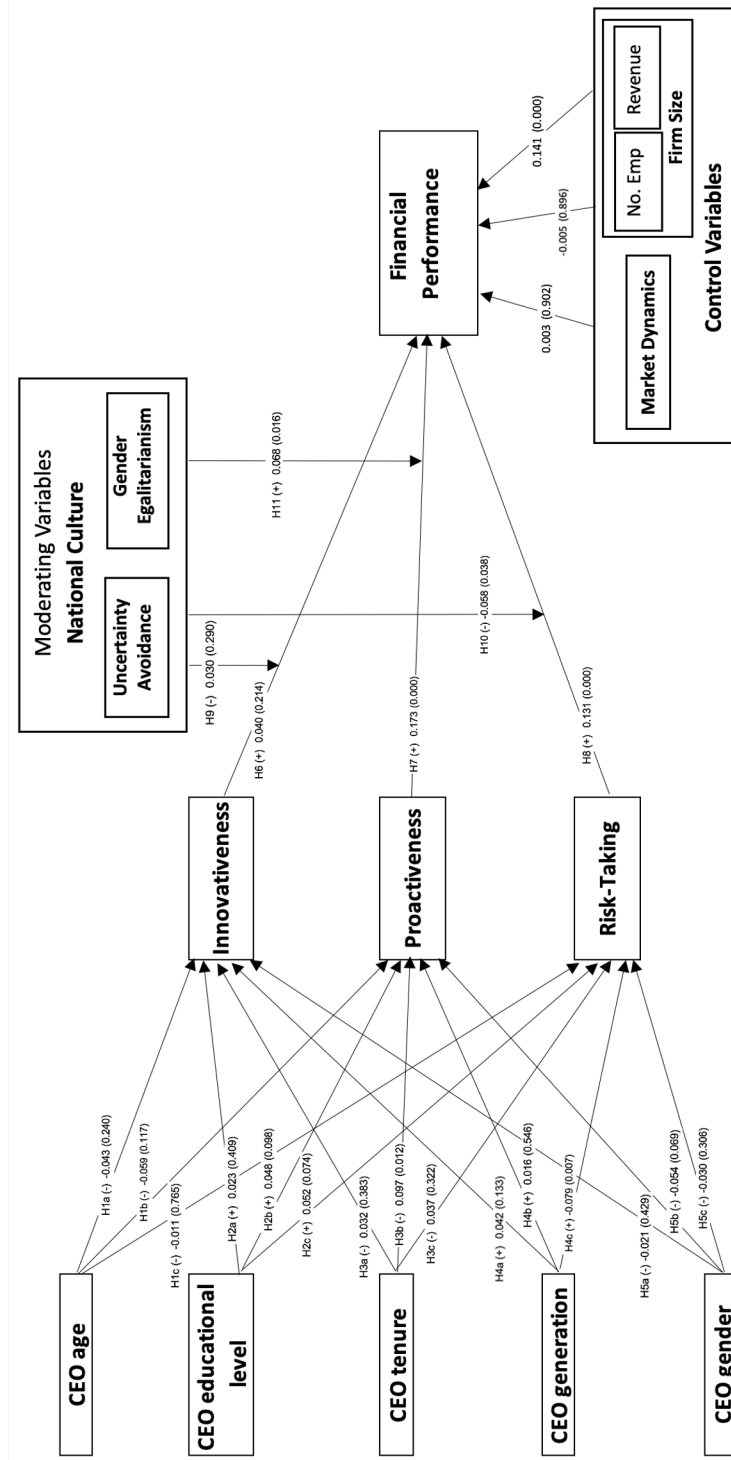 Moderating Variables
National Culture
Uncertainty
Avoidance
Gender
Egalitarianism
CEO age
CEO educational
level
CEO tenure
CEO generation
CEO gender
H1a (-) -0.043 (0.240)
H1b (-) -0.059 (0.117)
H1c (-) -0.011 (0.765)
H2a (+) 0.023 (0.409)
H2b (+) 0.048 (0.098)
H2c (+) 0.052 (0.074)
H3a (-) 0.032 (0.383)
H3b (-) 0.097 (0.012)
H3c (-) 0.037 (0.322)
H4a (+) 0.042 (0.133)
H4b (+) 0.016 (0.546)
H4c (+) -0.079 (0.007)
H5a (-) -0.021 (0.429)
H5b (-) -0.054 (0.069)
H5c (-) -0.030 (0.306)
Innovativeness
Proactiveness
Risk-Taking
H6 (+) 0.040 (0.214)
H7 (+) 0.173 (0.000)
H8 (+) 0.131 (0.000)
H9 (-) 0.030 (0.290)
H10 (-) -0.058 (0.038)
H11 (+) 0.068 (0.016)
Financial
Performance
0.003 (0.902)
-0.005 (0.896)
0.141 (0.000)
Market Dynamics
No. Emp
Revenue
Firm Size
Control Variables